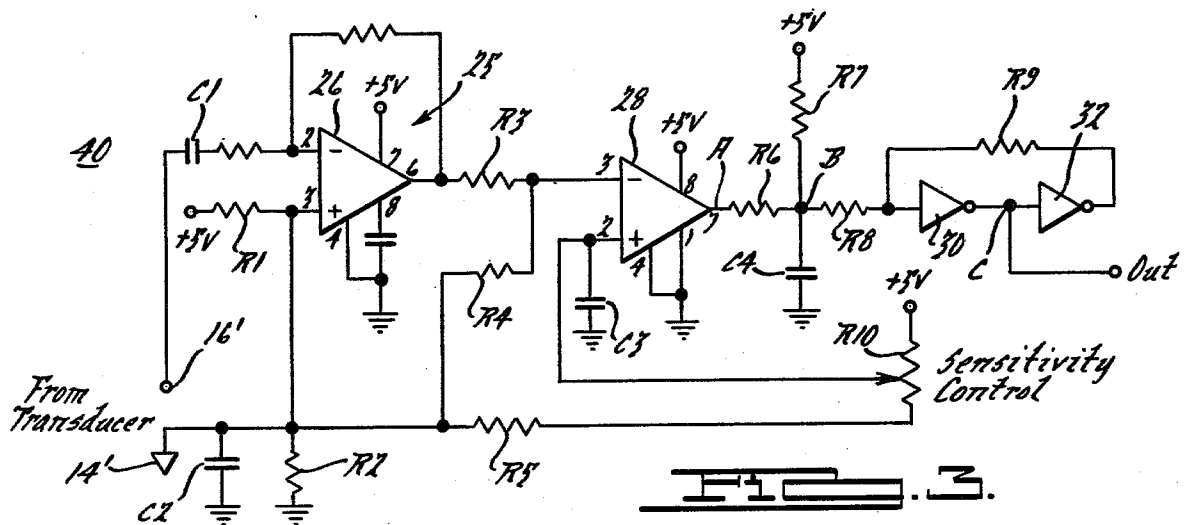 +5v
25
R7
R9
32
C1
26
+5v
28
+5v
40
2
-
7
6
R3
3
-
8
A
R6
B
3
+
8
4
+5v
R1
2
+
7
1
4
R8
30
C
R4
C3
C4
Out
+5v
16'
R10
From
Transducer
Sensitivity
Control
14'
C2
R2
R5
FIG. 3.